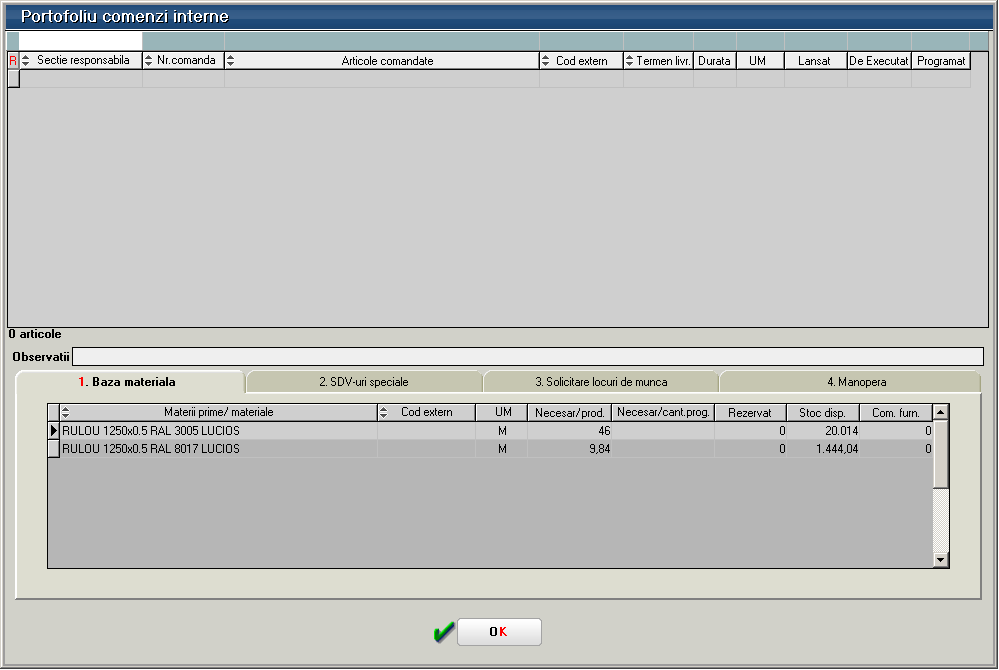 Portofoliu comenzi interne
R Sectie responsabila Nr.comanda Articole comandate Cod extern Termen livr. Durata UM Lansat De Executat Programat
0 articole
Observatii
1. Baza materiala 2. SDV-uri speciale 3. Solicitare locuri de munca 4. Manopera
Materii prime/ materiale Cod extern UM Necesar/prod. Necesar/cant.prog. Rezervat Stoc disp. Com. furn.
RULOU 1250x0.5 RAL 3005 LUCIOS M 46 0 20.014 0
RULOU 1250x0.5 RAL 8017 LUCIOS M 9,84 0 1.444,04 0
OK